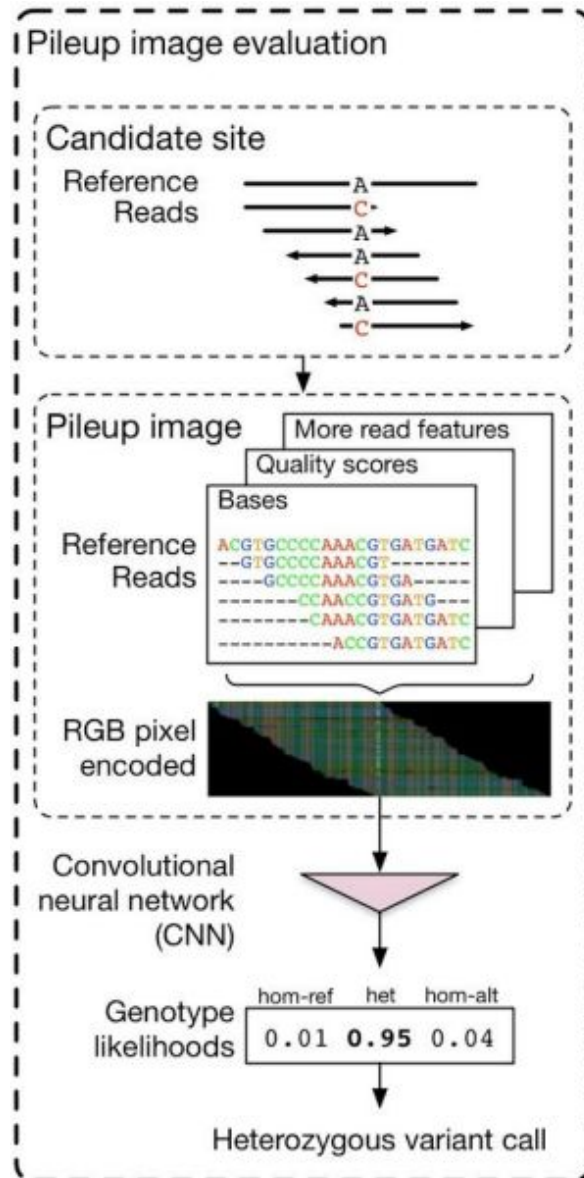 Pileup image evaluation
Candidate site
Reference
Reads
A
C
A
A
C
A
C
Pileup image
More read features
Quality scores
Bases
Reference
Reads
ACGTGCCCCAAACGTGATGATC
--GTGCCCCAAACGT-------
----GCCCCAAACGTGA-----
-------CCAACCGTGATG---
--------CAAACGTGATGATC
----------ACCGTGATGATC
RGB pixel
encoded
Convolutional
neural network
(CNN)
hom-ref het hom-alt
Genotype
likelihoods
0.01 0.95 0.04
Heterozygous variant call